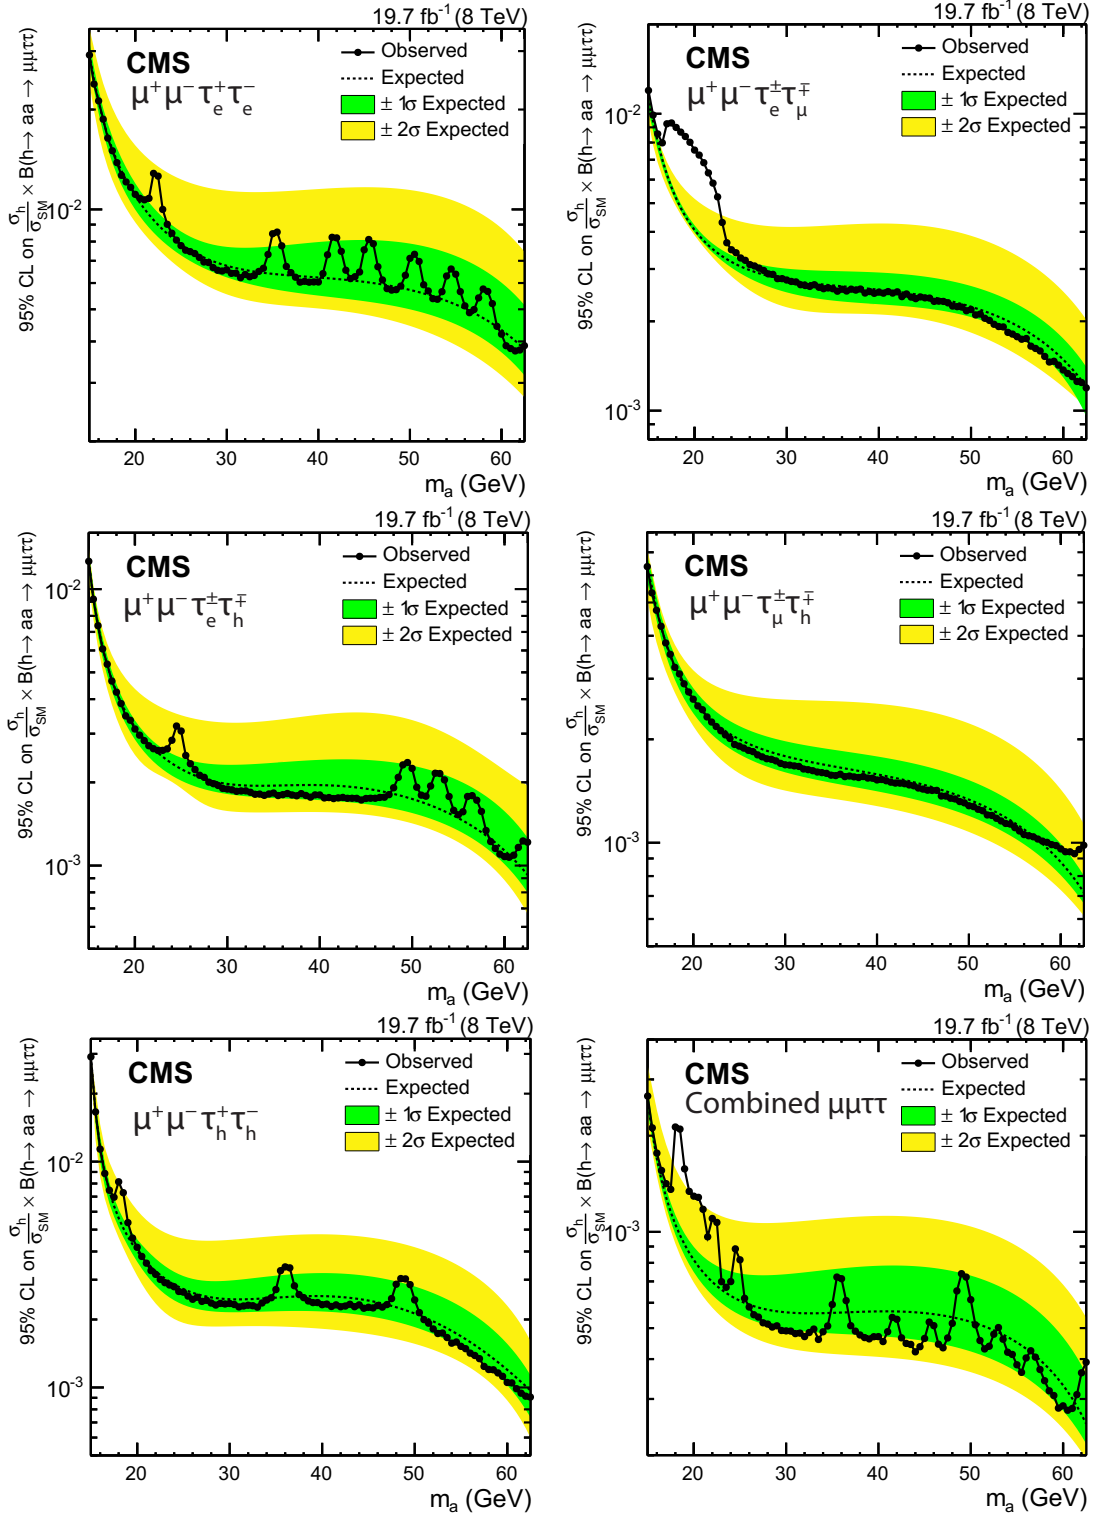 19.7 fb⁻¹ (8 TeV)
95% CL on σh/σSM × B(h→ aa → μμττ)
CMS
μ⁺ μ⁻ τe⁺ τe⁻
Observed
Expected
± 1σ Expected
± 2σ Expected
10⁻²
20 30 40 50 60
ma (GeV)
19.7 fb⁻¹ (8 TeV)
95% CL on σh/σSM × B(h→ aa → μμττ)
CMS
μ⁺ μ⁻ τe± τμ∓
Observed
Expected
± 1σ Expected
± 2σ Expected
10⁻²
10⁻³
20 30 40 50 60
ma (GeV)
19.7 fb⁻¹ (8 TeV)
95% CL on σh/σSM × B(h→ aa → μμττ)
CMS
μ⁺ μ⁻ τe± τh∓
Observed
Expected
± 1σ Expected
± 2σ Expected
10⁻²
10⁻³
20 30 40 50 60
ma (GeV)
19.7 fb⁻¹ (8 TeV)
95% CL on σh/σSM × B(h→ aa → μμττ)
CMS
μ⁺ μ⁻ τμ± τh∓
Observed
Expected
± 1σ Expected
± 2σ Expected
10⁻³
20 30 40 50 60
ma (GeV)
19.7 fb⁻¹ (8 TeV)
95% CL on σh/σSM × B(h→ aa → μμττ)
CMS
μ⁺ μ⁻ τh⁺ τh⁻
Observed
Expected
± 1σ Expected
± 2σ Expected
10⁻²
10⁻³
20 30 40 50 60
ma (GeV)
19.7 fb⁻¹ (8 TeV)
95% CL on σh/σSM × B(h→ aa → μμττ)
CMS
Combined μμττ
Observed
Expected
± 1σ Expected
± 2σ Expected
10⁻³
20 30 40 50 60
ma (GeV)